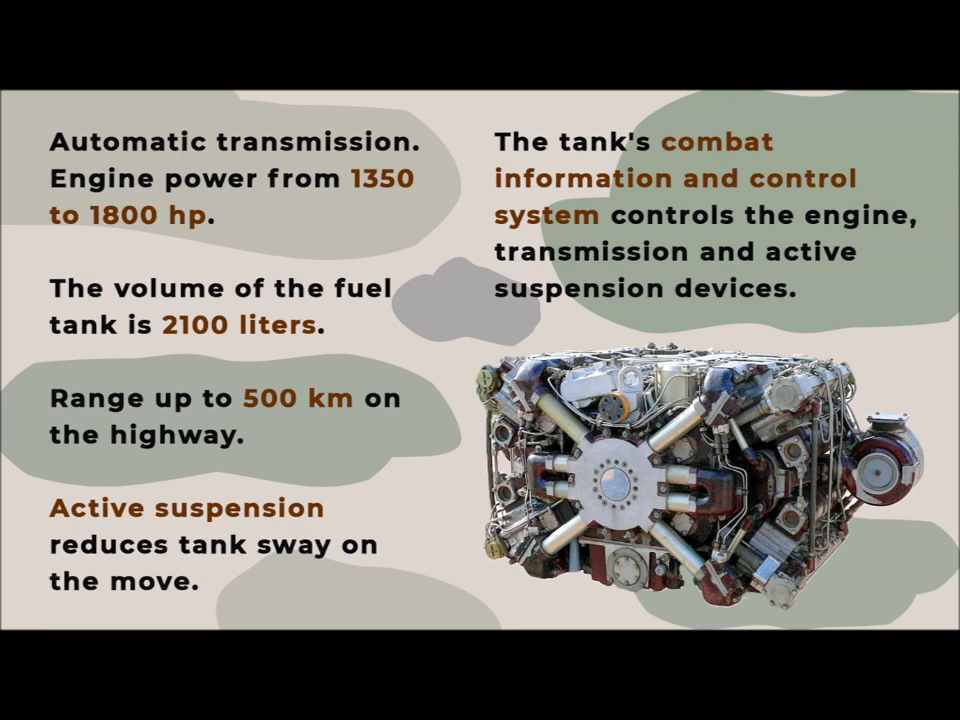 Automatic transmission.
Engine power from 1350
to 1800 hp.
The volume of the fuel
tank is 2100 liters.
Range up to 500 km on
the highway.
Active suspension
reduces tank sway on
the move.
The tank's combat
information and control
system controls the engine,
transmission and active
suspension devices.